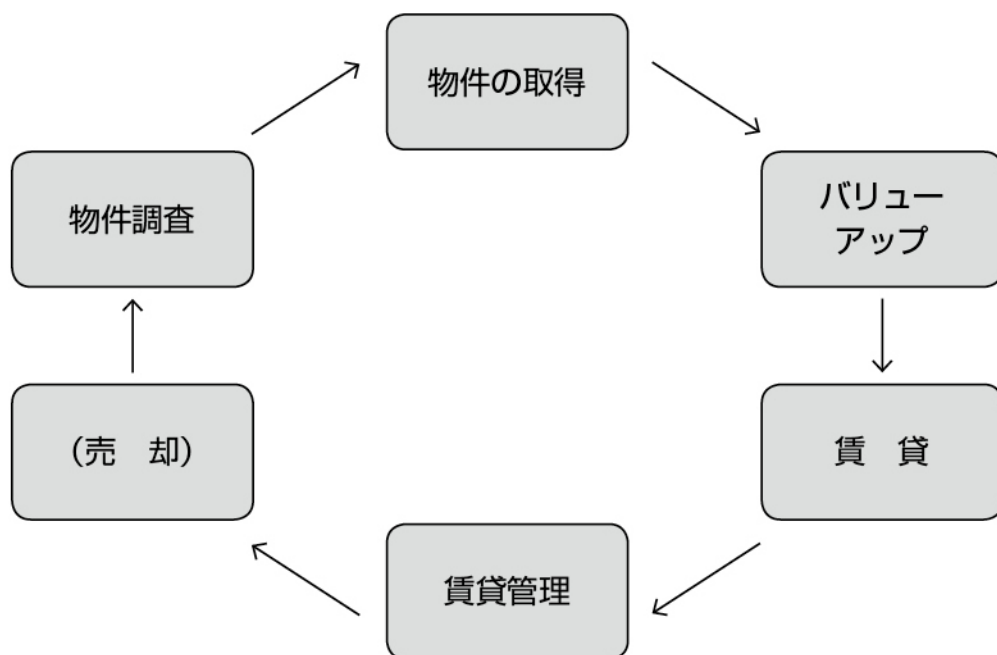 物件の取得
バリュー
アップ
賃　貸
賃貸管理
（売　却）
物件調査